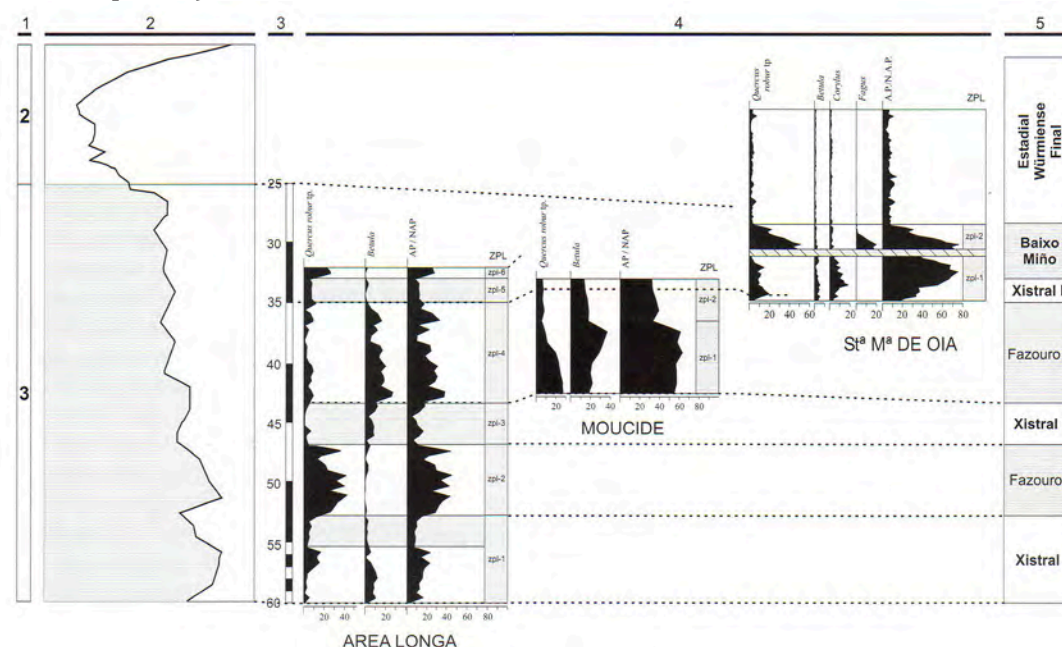 1 2 3 4 5
Quercus robur tp.
Betula
Corylus
Fagus
A.P./N.A.P.
ZPL
zpl-2
zpl-1
20 40 60 20 20 20 20 40 60 80
Stª Mª DE OIA
2
3
25
30
35
40
45
50
55
60
Quercus robur tp.
Betula
AP / NAP
ZPL
zpl-6
zpl-5
zpl-4
zpl-3
zpl-2
zpl-1
20 40 20 20 40 60 80
AREA LONGA
Quercus robur tp.
Betula
AP / NAP
ZPL
zpl-2
zpl-1
20 20 40 20 40 60 80
MOUCIDE
Estadial
Würmiense
Final
Baixo
Miño
Xistral I
Fazouro
Xistral
Fazouro
Xistral